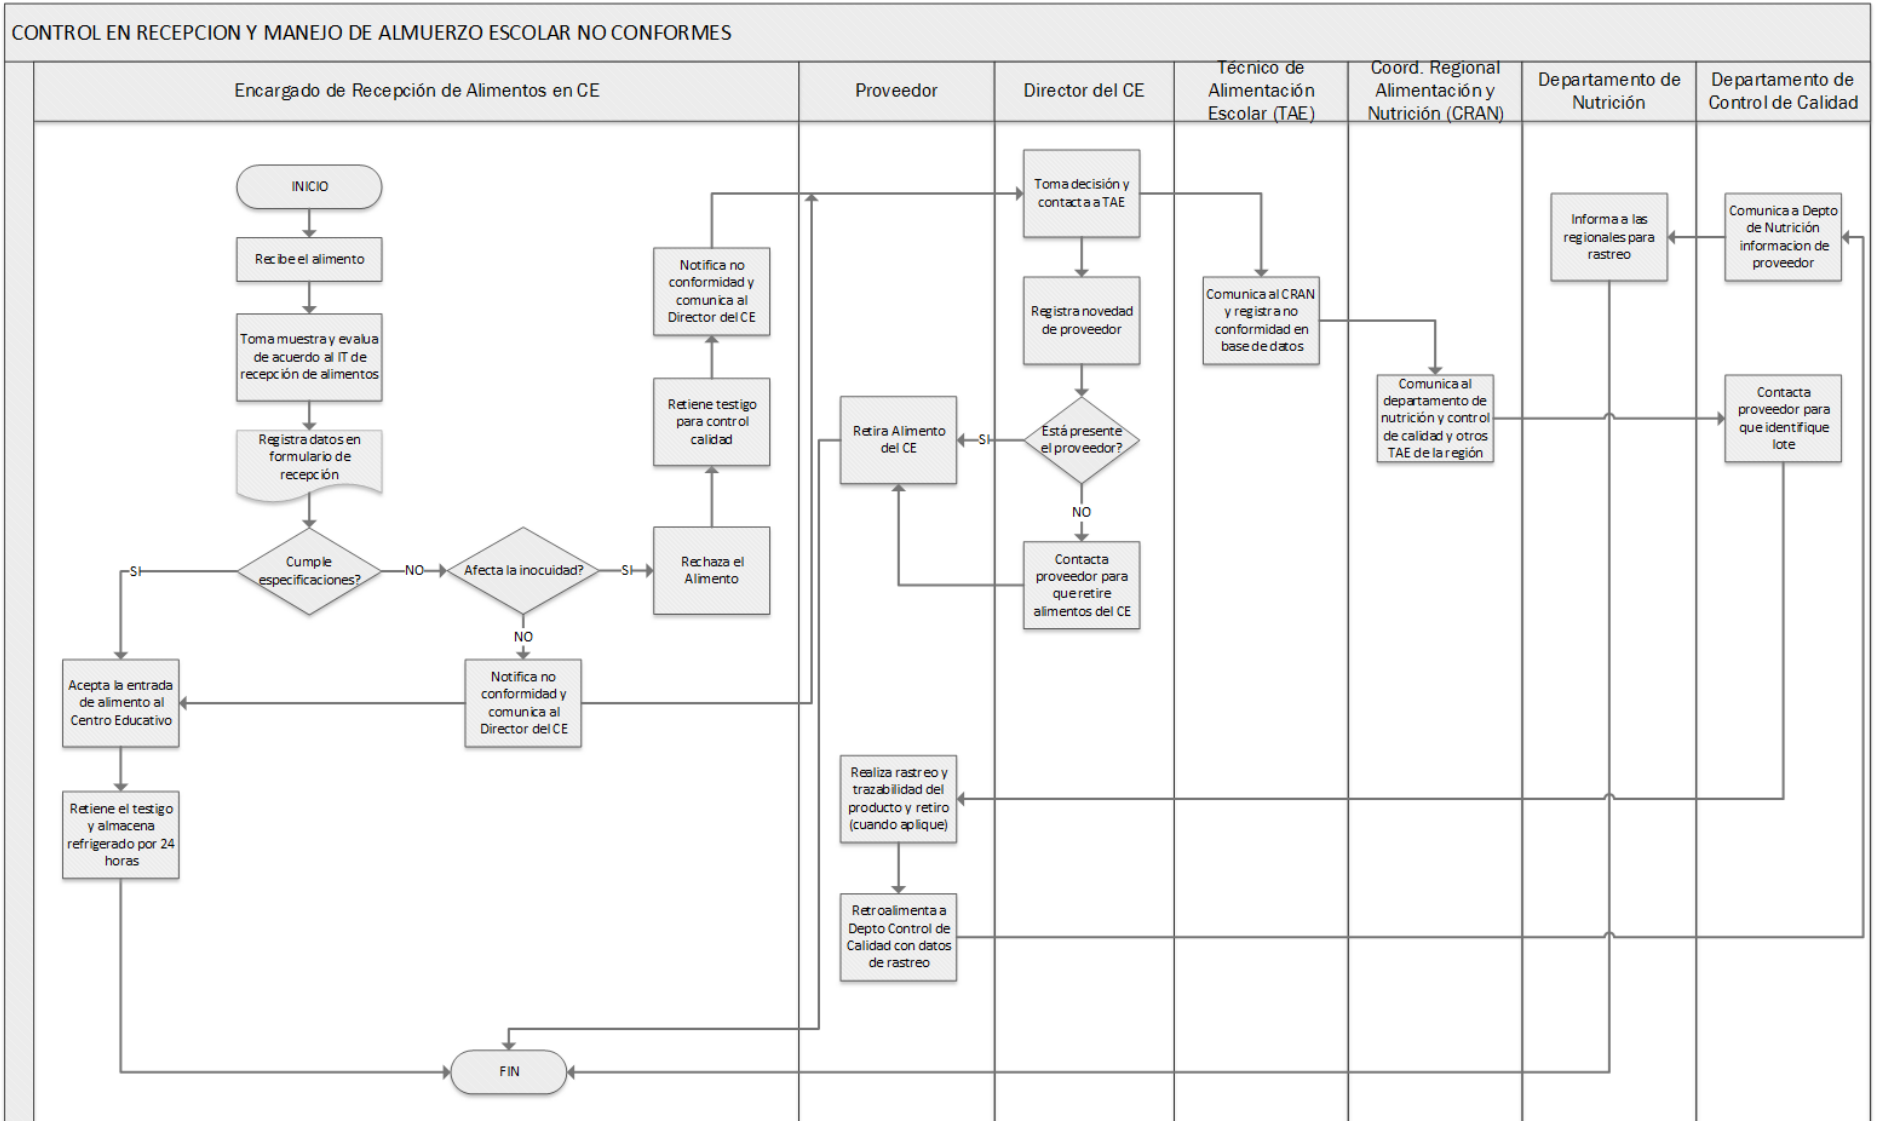 CONTROL EN RECEPCION Y MANEJO DE ALMUERZO ESCOLAR NO CONFORMES
Encargado de Recepción de Alimentos en CE
Proveedor
Director del CE
Técnico de
Alimentación
Escolar (TAE)
Coord. Regional
Alimentación y
Nutrición (CRAN)
Departamento de
Nutrición
Departamento de
Control de Calidad
INICIO
Recibe el alimento
Toma muestra y evalua
de acuerdo al IT de
recepción de alimentos
Registra datos en
formulario de
recepción
Cumple
especificaciones?
SI
NO
Afecta la inocuidad?
SI
NO
Rechaza el
Alimento
Retiene testigo
para control
calidad
Notifica no
conformidad y
comunica al
Director del CE
Notifica no
conformidad y
comunica al
Director del CE
Acepta la entrada
de alimento al
Centro Educativo
Retiene el testigo
y almacena
refrigerado por 24
horas
FIN
Retira Alimento
del CE
Realiza rastreo y
trazabilidad del
producto y retiro
(cuando aplique)
Retroalimenta a
Depto Control de
Calidad con datos
de rastreo
Toma decisión y
contacta a TAE
Registra novedad
de proveedor
Está presente
el proveedor?
SI
NO
Contacta
proveedor para
que retire
alimentos del CE
Comunica al CRAN
y registra no
conformidad en
base de datos
Comunica al
departamento de
nutrición y control
de calidad y otros
TAE de la región
Informa a las
regionales para
rastreo
Comunica a Depto
de Nutrición
informacion de
proveedor
Contacta
proveedor para
que identifique
lote